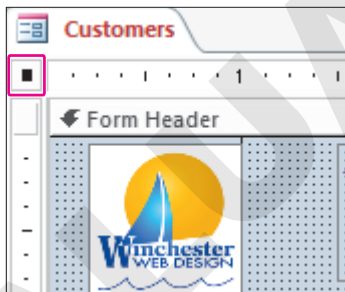 Customers
1
Form Header
Winchester
WEB DESIGN